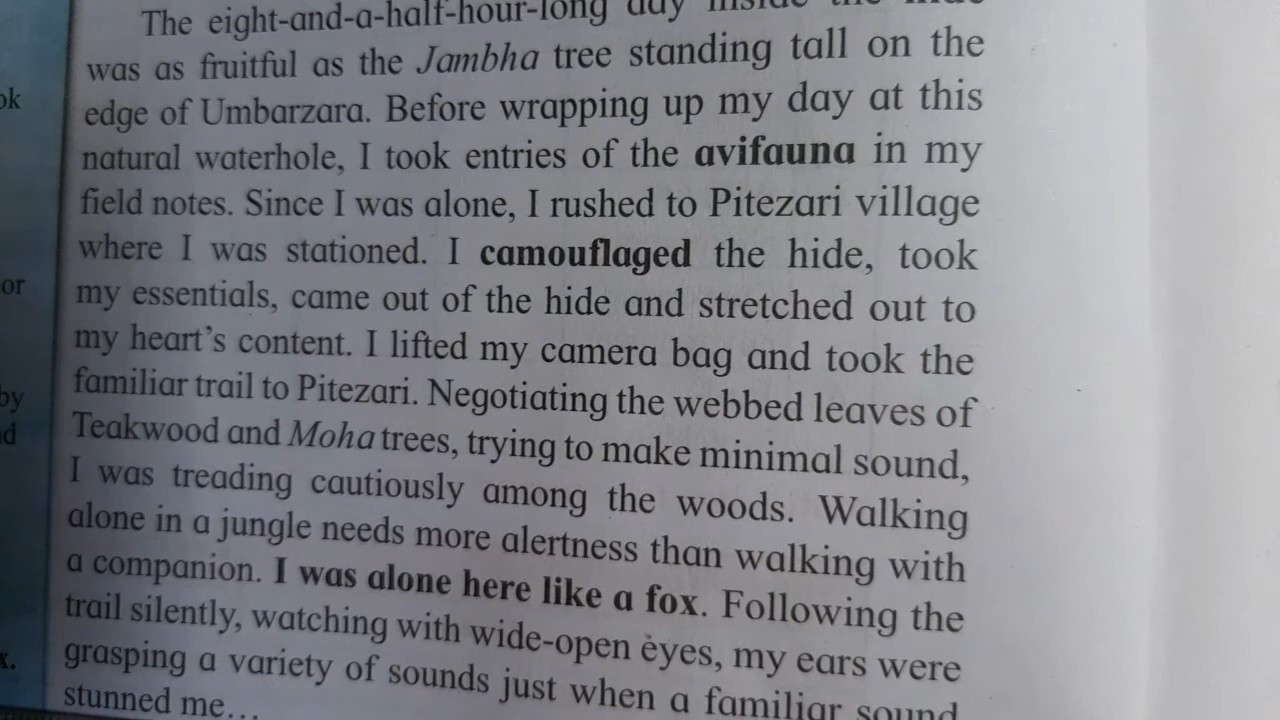 The eight-and-a-half-hour-long day inside the hide
was as fruitful as the Jambha tree standing tall on the
edge of Umbarzara. Before wrapping up my day at this
natural waterhole, I took entries of the avifauna in my
field notes. Since I was alone, I rushed to Pitezari village
where I was stationed. I camouflaged the hide, took
my essentials, came out of the hide and stretched out to
my heart's content. I lifted my camera bag and took the
familiar trail to Pitezari. Negotiating the webbed leaves of
Teakwood and Moha trees, trying to make minimal sound,
I was treading cautiously among the woods. Walking
alone in a jungle needs more alertness than walking with
a companion. I was alone here like a fox. Following the
trail silently, watching with wide-open eyes, my ears were
grasping a variety of sounds just when a familiar sound
stunned me...
ok
or
by
d
x.